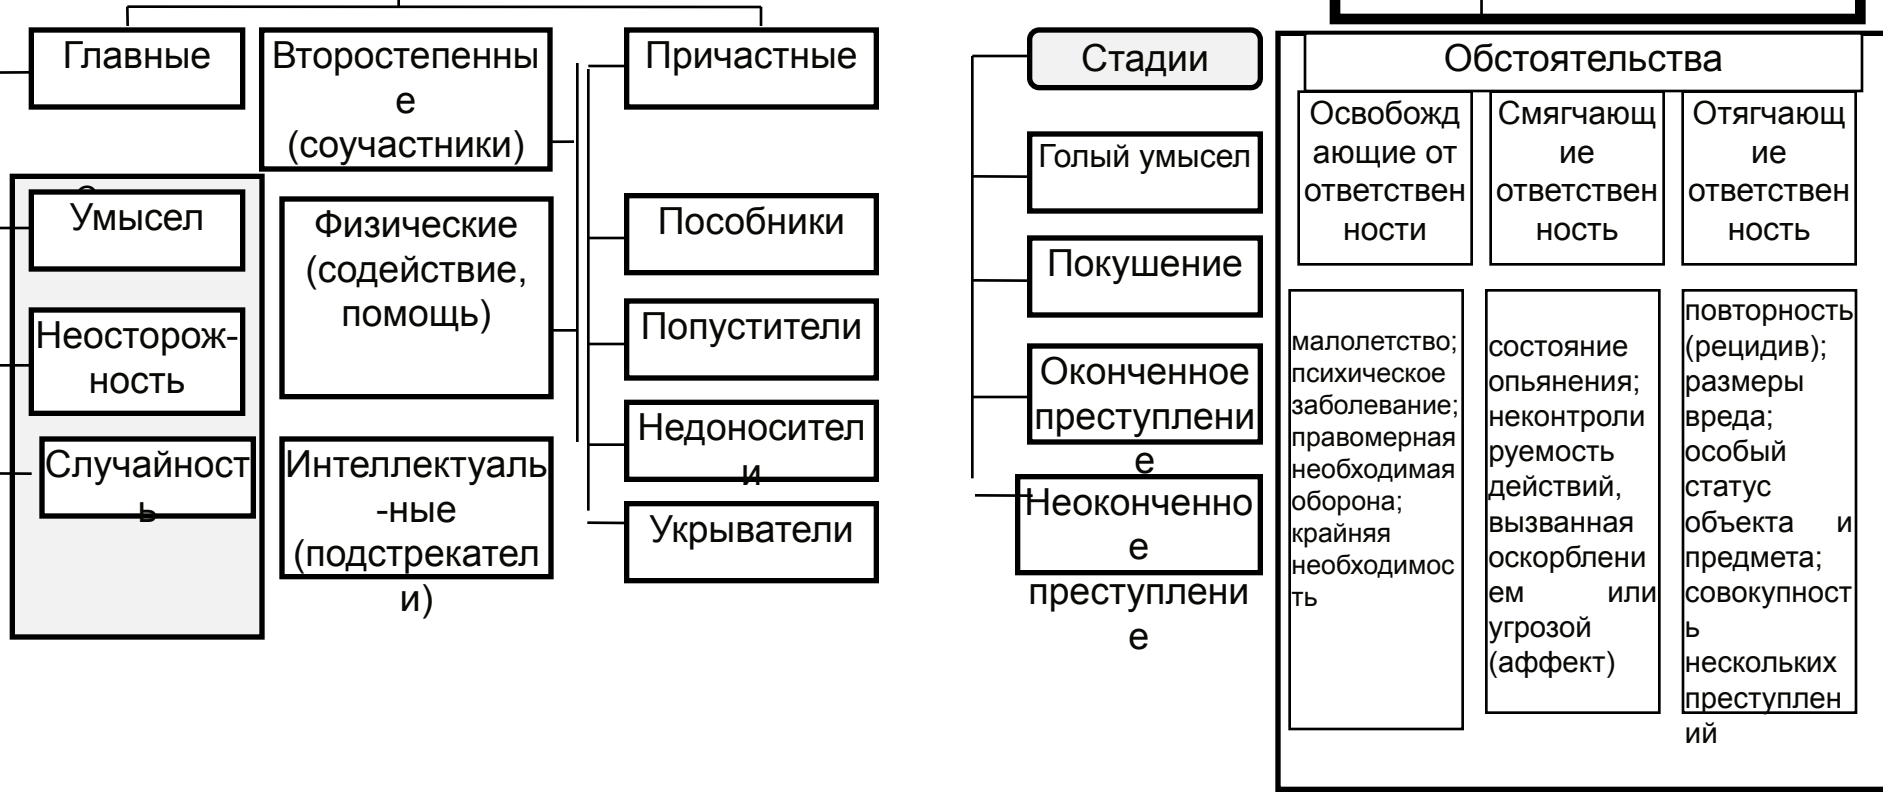 Главные
Второстепенны
е
(соучастники)
Причастные
Умысел
Неосторож-
ность
Случайност
ь
Физические
(содействие,
помощь)
Интеллектуаль
-ные
(подстрекател
и)
Пособники
Попустители
Недоносител
и
Укрыватели
Стадии
Голый умысел
Покушение
Оконченное
преступлени
е
Неоконченно
е
преступлени
е
Обстоятельства
Освобожд
ающие от
ответствен
ности
Смягчающ
ие
ответствен
ность
Отягчающ
ие
ответствен
ность
малолетство;
психическое
заболевание;
правомерная
необходимая
оборона;
крайняя
необходимос
ть
состояние
опьянения;
неконтроли
руемость
действий,
вызванная
оскорблени
ем или
угрозой
(аффект)
повторность
(рецидив);
размеры
вреда;
особый
статус
объекта и
предмета;
совокупност
ь
нескольких
преступлен
ий